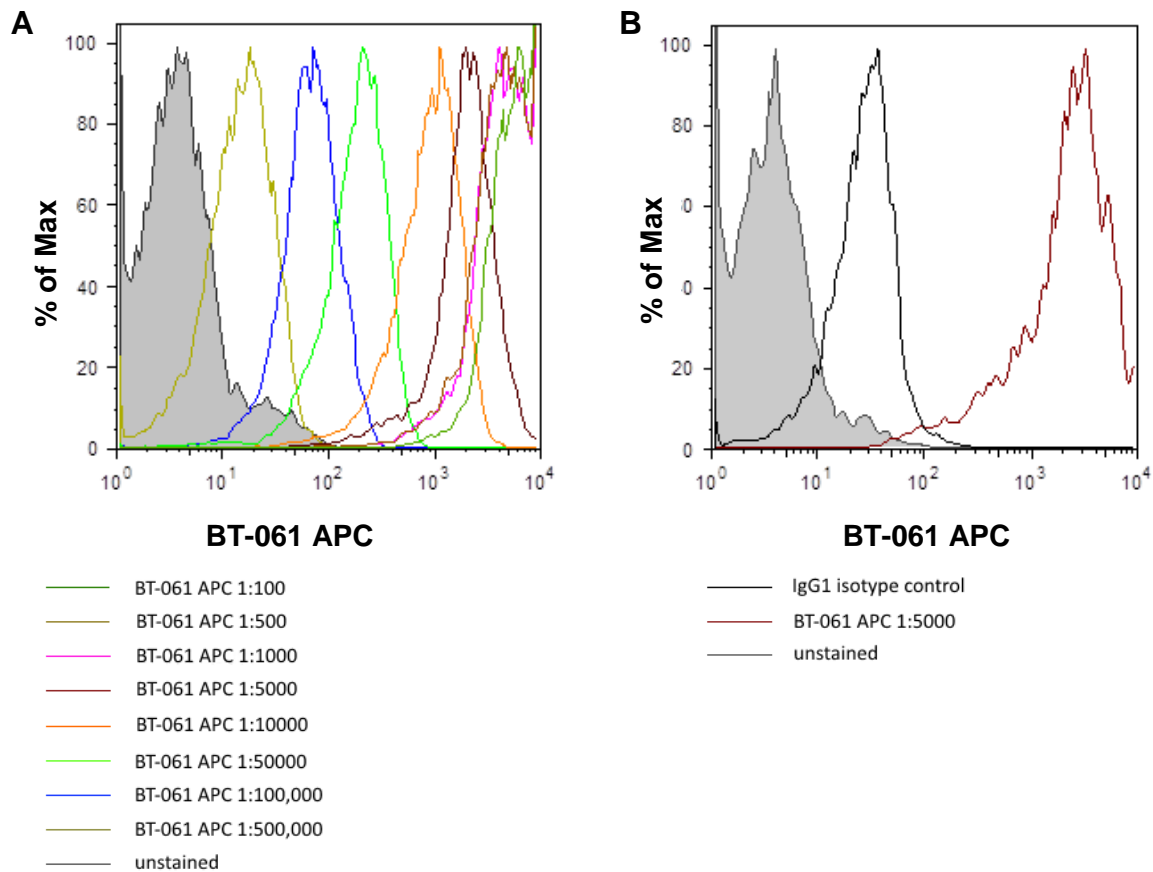 A
% of Max
100
80
60
40
20
0
10^0 10^1 10^2 10^3 10^4
BT-061 APC
BT-061 APC 1:100
BT-061 APC 1:500
BT-061 APC 1:1000
BT-061 APC 1:5000
BT-061 APC 1:10000
BT-061 APC 1:50000
BT-061 APC 1:100,000
BT-061 APC 1:500,000
unstained
B
% of Max
100
80
0
0
20
0
10^0 10^1 10^2 10^3 10^4
BT-061 APC
IgG1 isotype control
BT-061 APC 1:5000
unstained